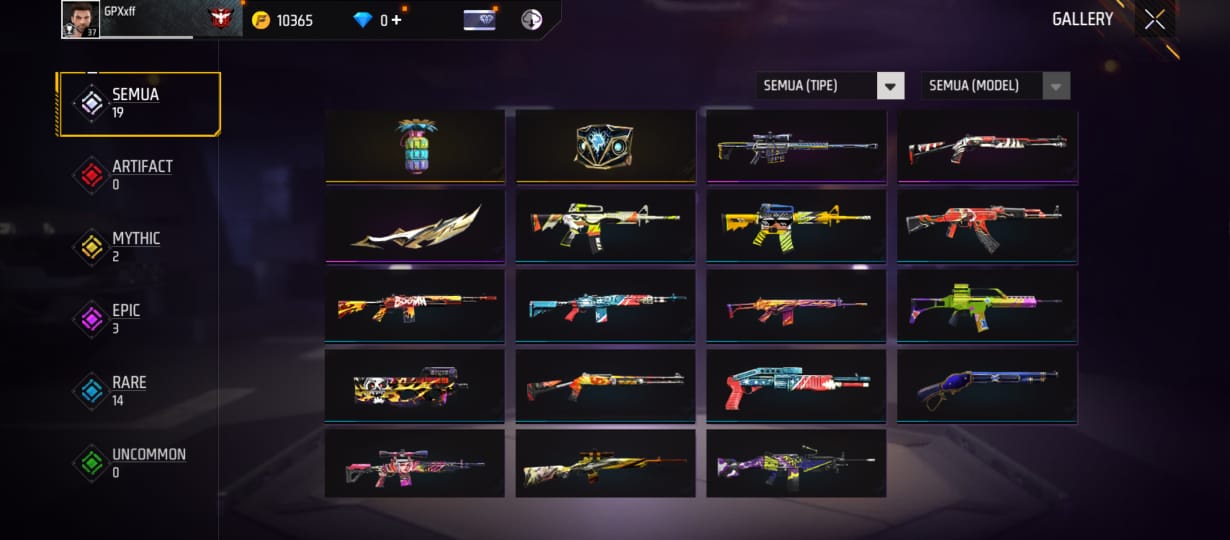 GPXxff
37
10365
0 +
GALLERY
SEMUA (TIPE)
SEMUA (MODEL)
SEMUA
19
ARTIFACT
0
MYTHIC
2
EPIC
3
RARE
14
UNCOMMON
0
BOOYAH